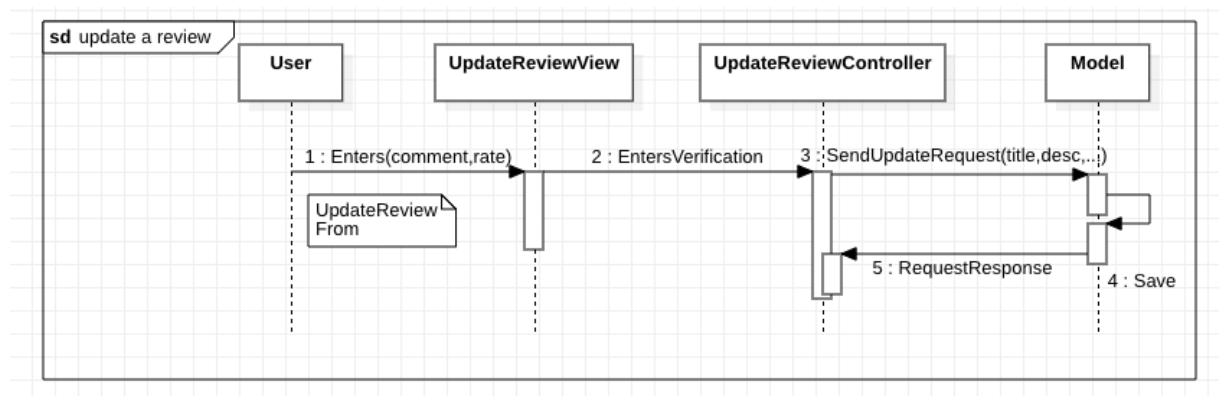 sd update a review
User
UpdateReviewView
UpdateReviewController
Model
1 : Enters(comment,rate)
2 : EntersVerification
3 : SendUpdateRequest(title,desc,...)
UpdateReview
From
5 : RequestResponse
4 : Save